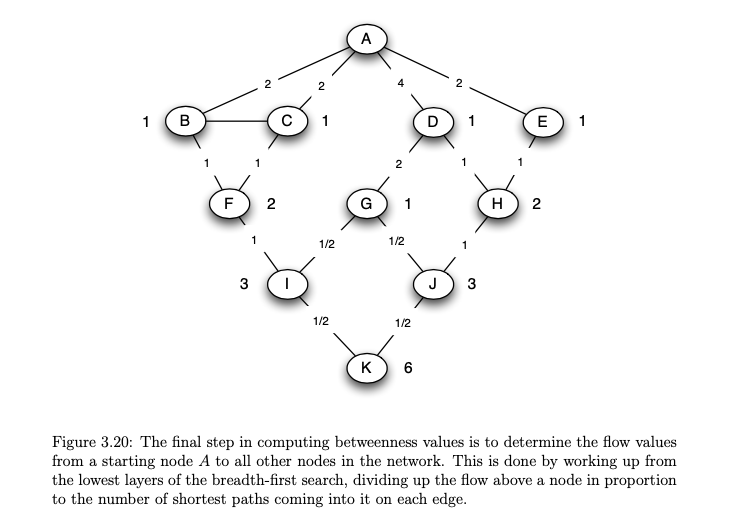 A
2 2 4 2
1 B C 1 D 1 E 1
1 1 2 1 1
F 2 G 1 H 2
1 1/2 1/2 1
3 I J 3
1/2 1/2
K 6
Figure 3.20: The final step in computing betweenness values is to determine the flow values
from a starting node A to all other nodes in the network. This is done by working up from
the lowest layers of the breadth-first search, dividing up the flow above a node in proportion
to the number of shortest paths coming into it on each edge.